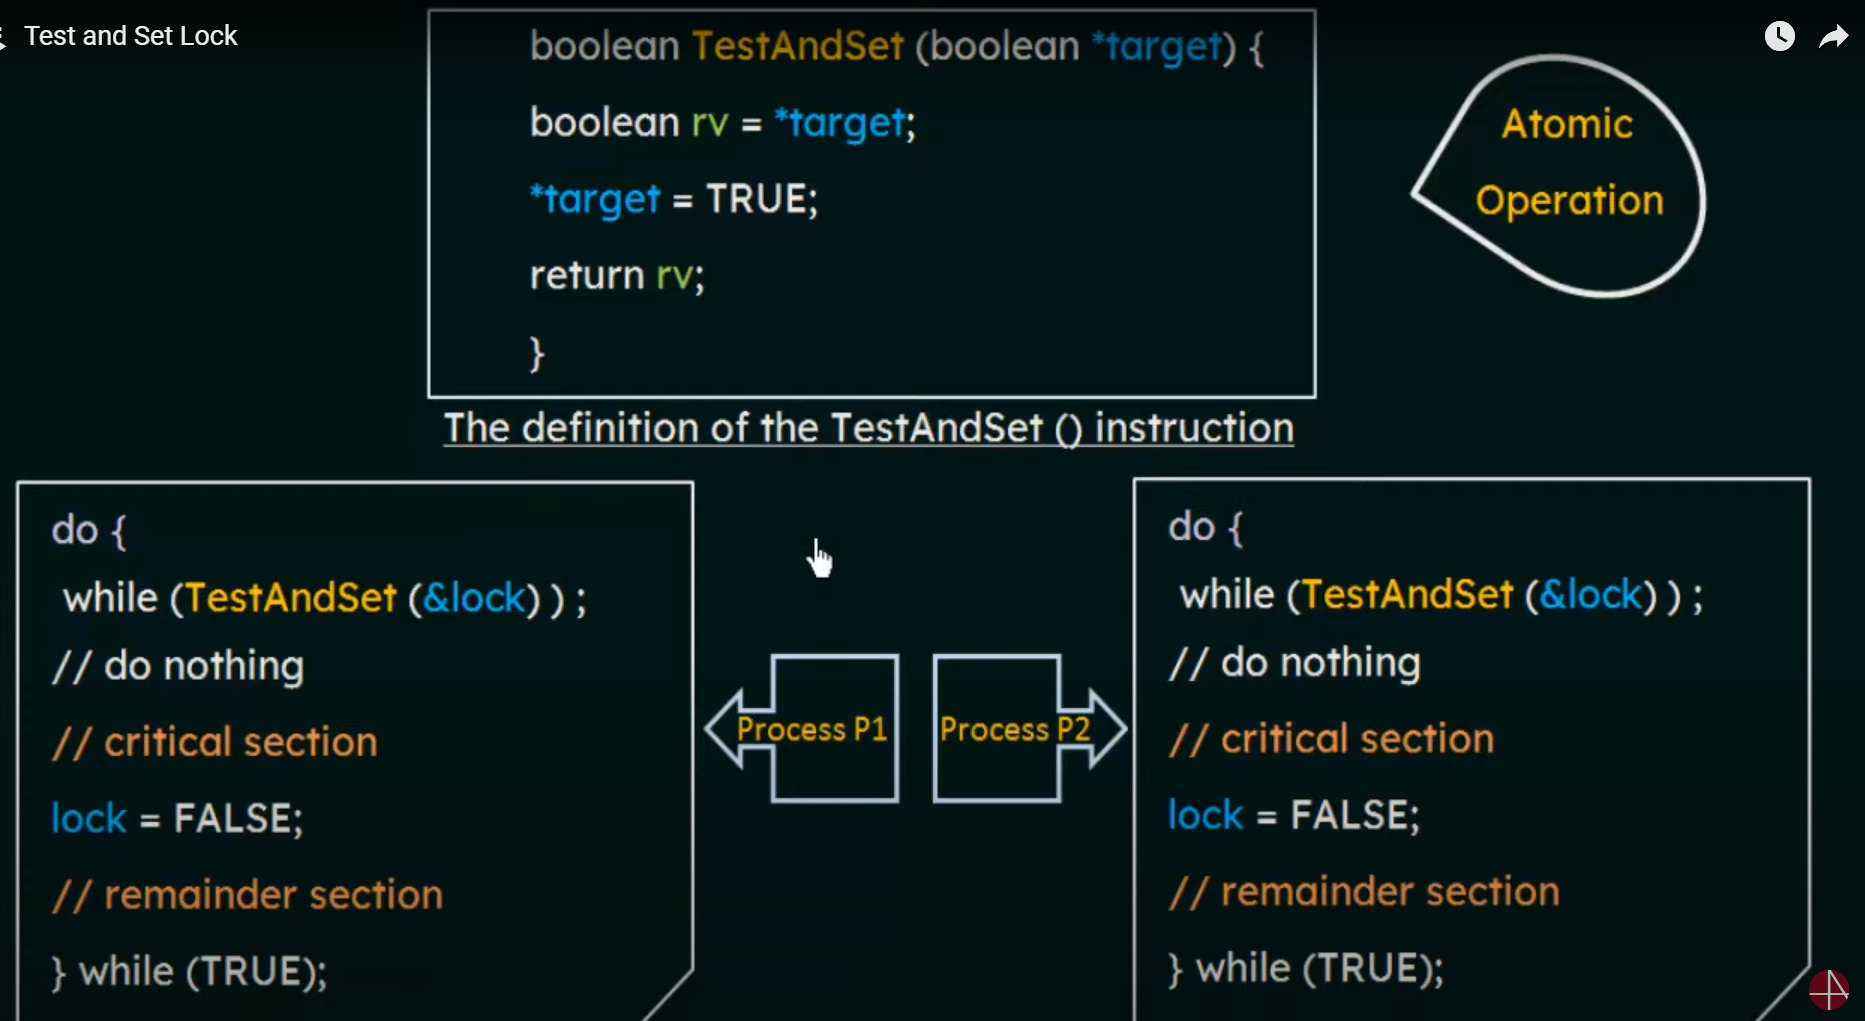 Test and Set Lock
boolean TestAndSet (boolean *target) {
boolean rv = *target;
*target = TRUE;
return rv;
}
Atomic
Operation
The definition of the TestAndSet () instruction
do {
while (TestAndSet (&lock) ) ;
// do nothing
// critical section
lock = FALSE;
// remainder section
} while (TRUE);
Process P1
Process P2
do {
while (TestAndSet (&lock) ) ;
// do nothing
// critical section
lock = FALSE;
// remainder section
} while (TRUE);